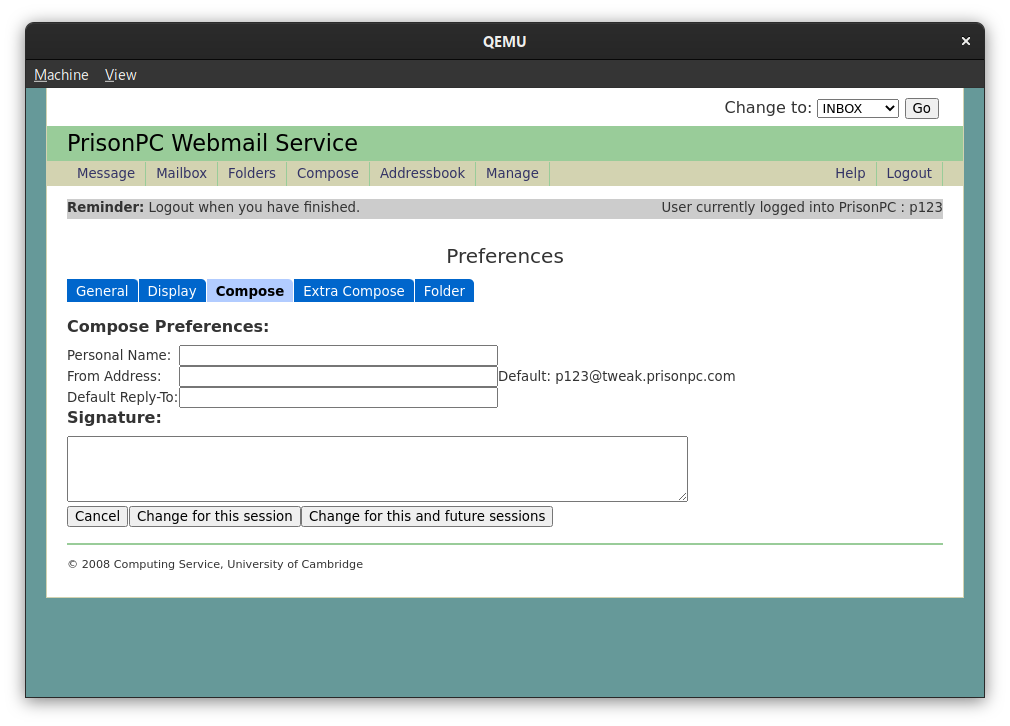 QEMU ×
Machine View
Change to: INBOX Go
PrisonPC Webmail Service
Message Mailbox Folders Compose Addressbook Manage Help Logout
Reminder: Logout when you have finished. User currently logged into PrisonPC : p123
Preferences
General Display Compose Extra Compose Folder
Compose Preferences:
Personal Name:
From Address: Default: p123@tweak.prisonpc.com
Default Reply-To:
Signature:
Cancel Change for this session Change for this and future sessions
© 2008 Computing Service, University of Cambridge